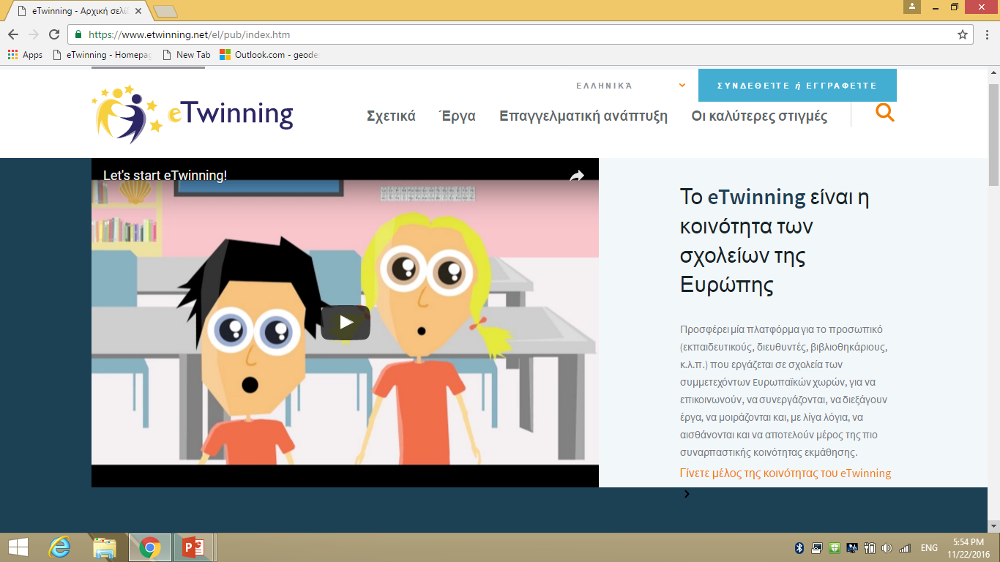 eTwinning - Αρχική σελί
https://www.etwinning.net/el/pub/index.htm
Apps eTwinning - Homepag New Tab Outlook.com - geode
ΕΛΛΗΝΙΚΆ ΣΥΝΔΕΘΕΊΤΕ ή ΕΓΓΡΑΦΕΊΤΕ
eTwinning Σχετικά Έργα Επαγγελματική ανάπτυξη Οι καλύτερες στιγμές
Let's start eTwinning!
Το eTwinning είναι η
κοινότητα των
σχολείων της
Ευρώπης
Προσφέρει μία πλατφόρμα για το προσωπικό
(εκπαιδευτικούς, διευθυντές, βιβλιοθηκάριους,
κ.λ.π.) που εργάζεται σε σχολεία των
συμμετεχόντων Ευρωπαϊκών χωρών, για να
επικοινωνούν, να συνεργάζονται, να διεξάγουν
έργα, να μοιράζονται και, με λίγα λόγια, να
αισθάνονται και να αποτελούν μέρος της πιο
συναρπαστικής κοινότητας εκμάθησης.
Γίνετε μέλος της κοινότητας του eTwinning
ENG 5:54 PM
11/22/2016